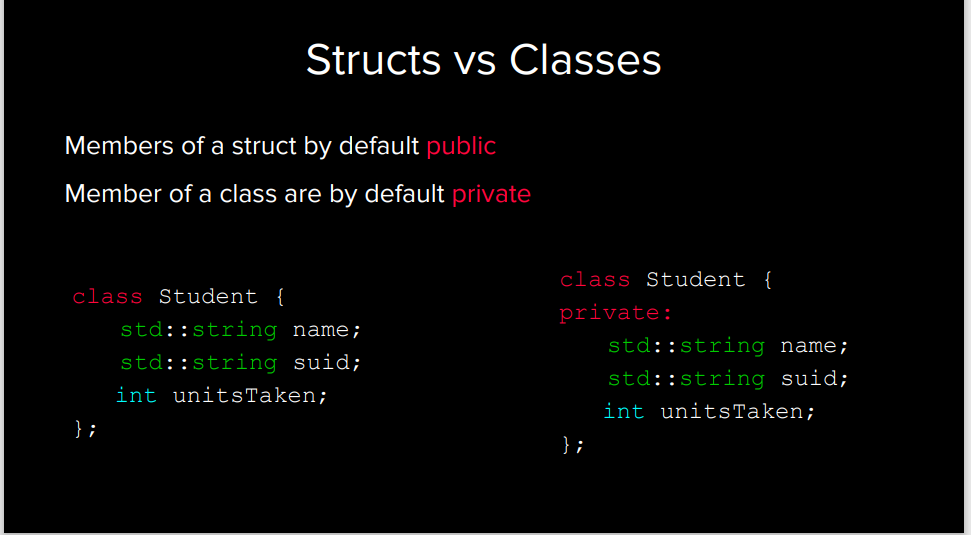 Structs vs Classes
Members of a struct by default public
Member of a class are by default private
class Student {
std::string name;
std::string suid;
int unitsTaken;
};
class Student {
private:
std::string name;
std::string suid;
int unitsTaken;
};